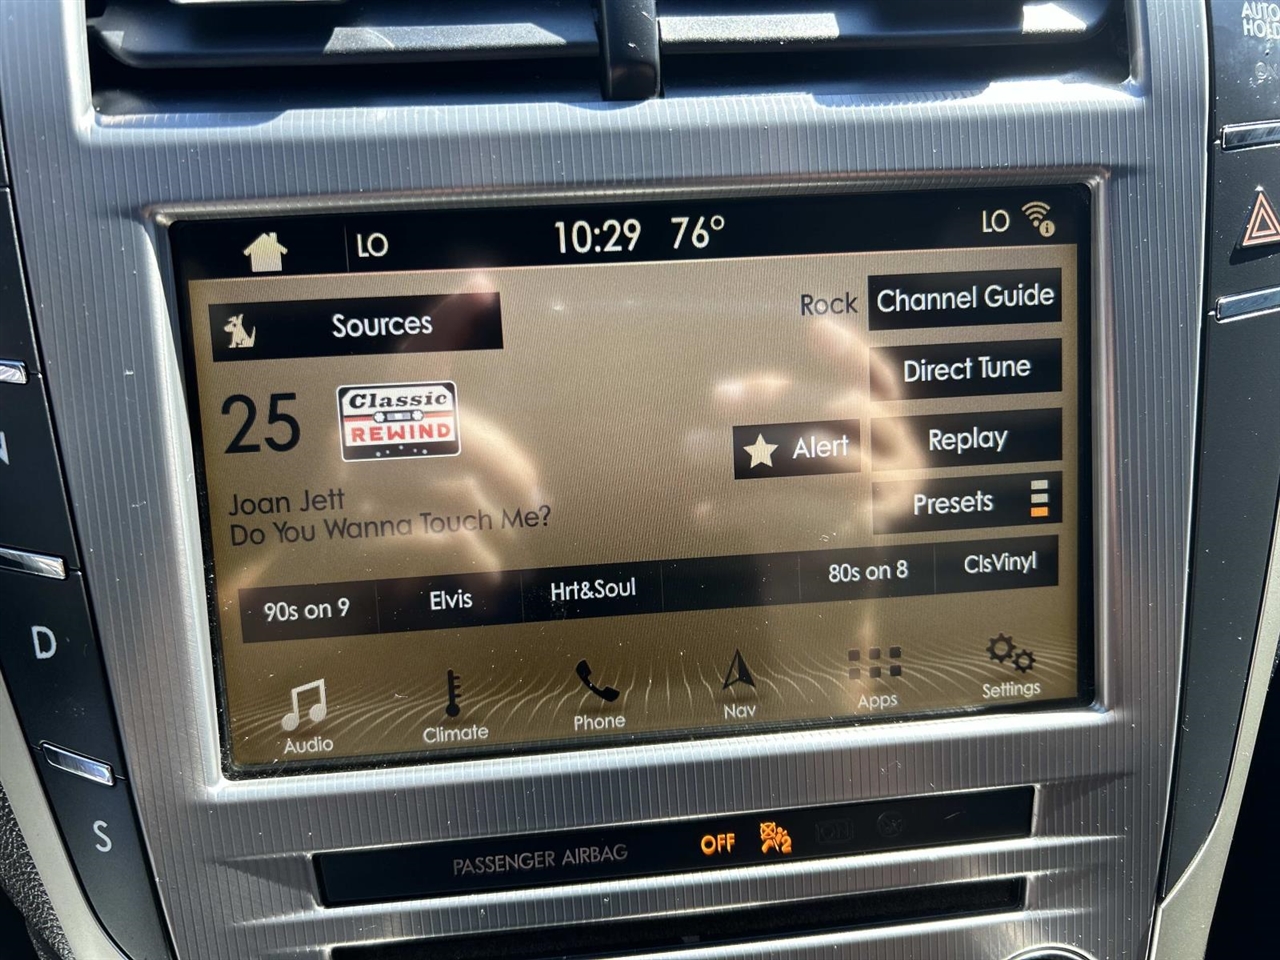 AUTO
HOLD
LO 10:29 76° LO
Sources
Rock Channel Guide
Direct Tune
25 Classic
REWIND
Alert Replay
Presets
Joan Jett
Do You Wanna Touch Me?
90s on 9 Elvis Hrt&Soul 80s on 8 ClsVinyl
Audio Climate Phone Nav Apps Settings
D
S
PASSENGER AIRBAG OFF 2 ON